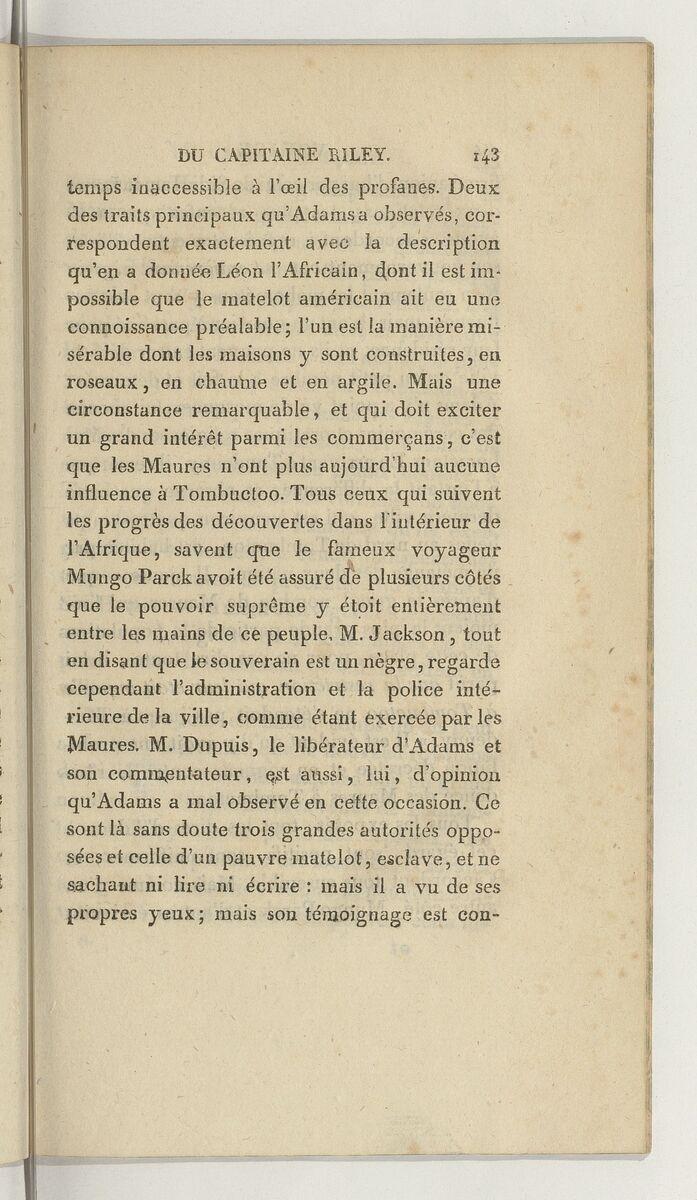 DU CAPITAINE RILEY. 143
temps inaccessible à l'œil des profanes. Deux
des traits principaux qu'Adams a observés, cor-
respondent exactement avec la description
qu'en a donnée Léon l'Africain, dont il est im-
possible que le matelot américain ait eu une
connoissance préalable; l'un est la manière mi-
sérable dont les maisons y sont construites, en
roseaux, en chaume et en argile. Mais une
circonstance remarquable, et qui doit exciter
un grand intérêt parmi les commerçans, c'est
que les Maures n'ont plus aujourd'hui aucune
influence à Tombuctoo. Tous ceux qui suivent
les progrès des découvertes dans l'intérieur de
l'Afrique, savent que le fameux voyageur
Mungo Parck avoit été assuré de plusieurs côtés
que le pouvoir suprême y étoit entièrement
entre les mains de ce peuple. M. Jackson, tout
en disant que le souverain est un nègre, regarde
cependant l'administration et la police inté-
rieure de la ville, comme étant exercée par les
Maures. M. Dupuis, le libérateur d'Adams et
son commentateur, est aussi, lui, d'opinion
qu'Adams a mal observé en cette occasion. Ce
sont là sans doute trois grandes autorités oppo-
sées et celle d'un pauvre matelot, esclave, et ne
sachant ni lire ni écrire : mais il a vu de ses
propres yeux; mais son témoignage est con-